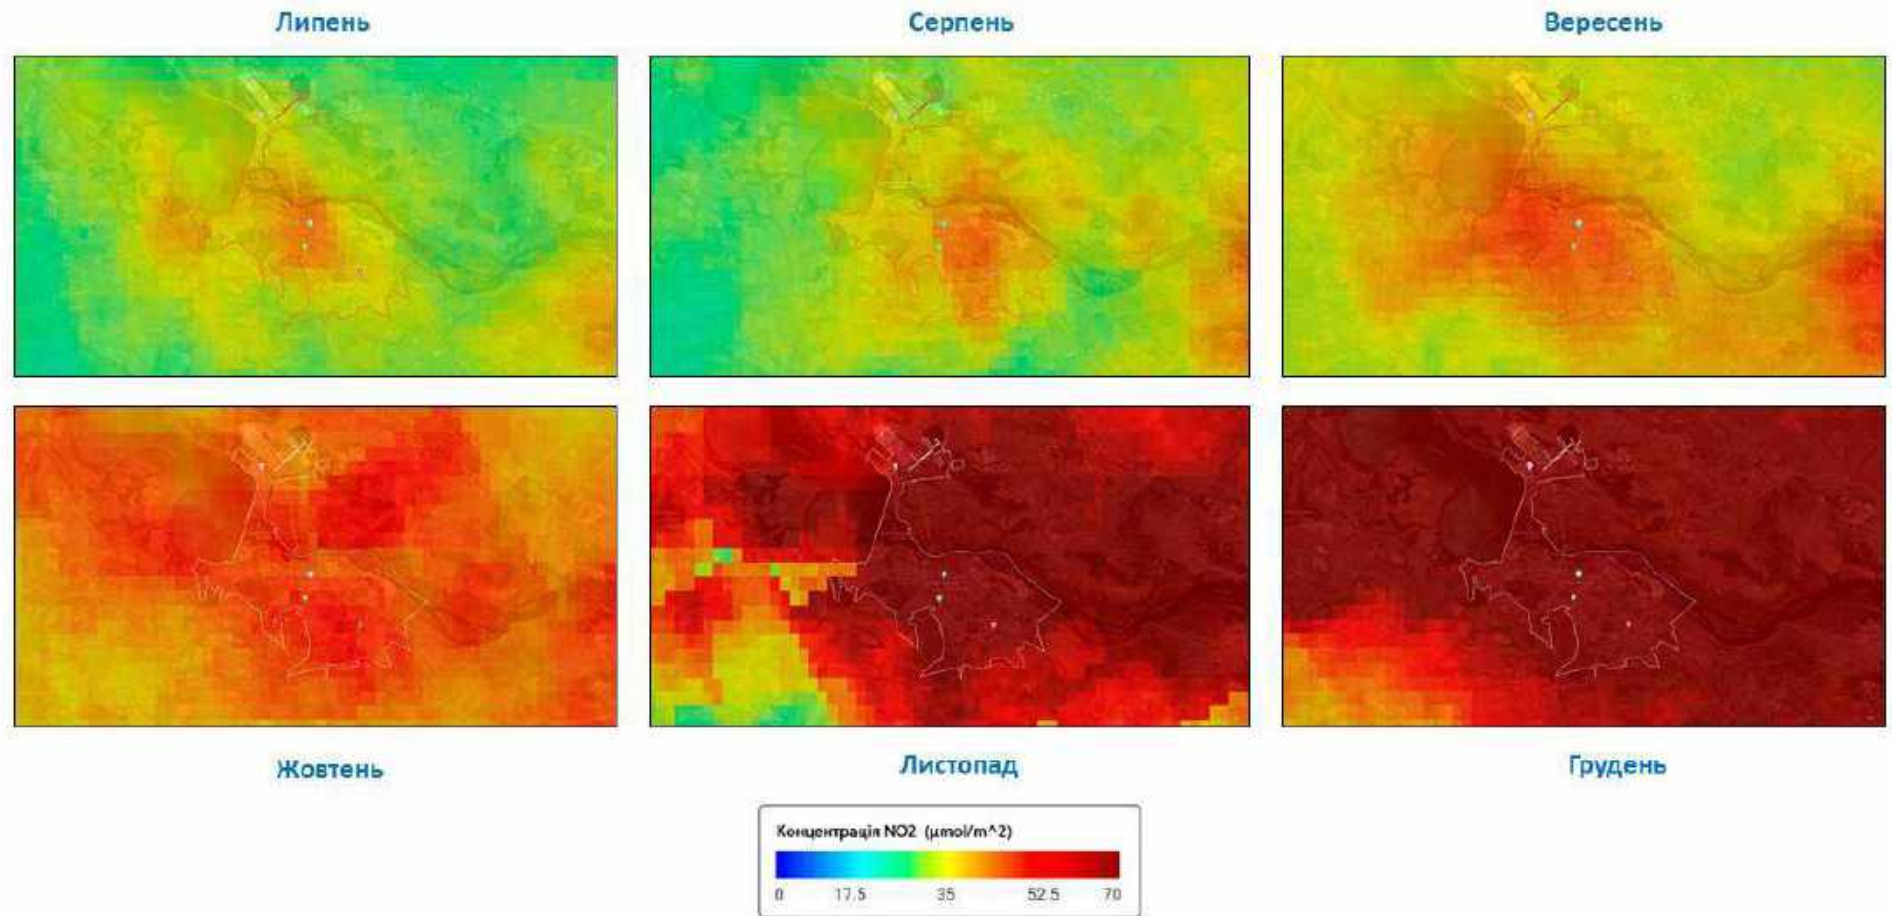 Липень
Серпень
Вересень
Жовтень
Листопад
Грудень
Концентрація NO2 (µmol/m^2)
0 17.5 35 52.5 70